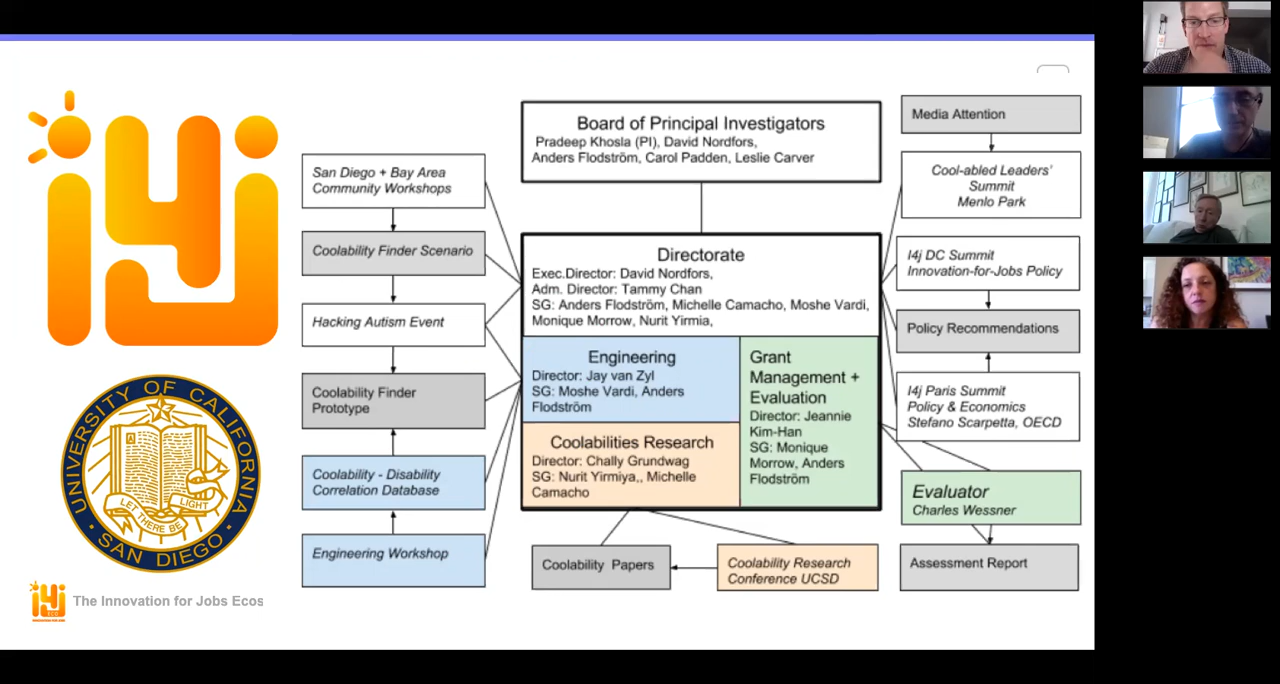 i4j
UNIVERSITY OF CALIFORNIA
SAN DIEGO
LET THERE BE LIGHT
A
i4j
ECO
The Innovation for Jobs Ecos
San Diego + Bay Area
Community Workshops
Coolability Finder Scenario
Hacking Autism Event
Coolability Finder
Prototype
Coolability - Disability
Correlation Database
Engineering Workshop
Board of Principal Investigators
Pradeep Khosla (PI), David Nordfors,
Anders Flodström, Carol Padden, Leslie Carver
Directorate
Exec.Director: David Nordfors,
Adm. Director: Tammy Chan
SG: Anders Flodström, Michelle Camacho, Moshe Vardi,
Monique Morrow, Nurit Yirmia,
Engineering
Director: Jay van Zyl
SG: Moshe Vardi, Anders
Flodström
Coolabilities Research
Director: Chally Grundwag
SG: Nurit Yirmiya,, Michelle
Camacho
Grant
Management +
Evaluation
Director: Jeannie
Kim-Han
SG: Monique
Morrow, Anders
Flodström
Coolability Papers
Coolability Research
Conference UCSD
Media Attention
Cool-abled Leaders'
Summit
Menlo Park
I4j DC Summit
Innovation-for-Jobs Policy
Policy Recommendations
I4j Paris Summit
Policy & Economics
Stefano Scarpetta, OECD
Evaluator
Charles Wessner
Assessment Report